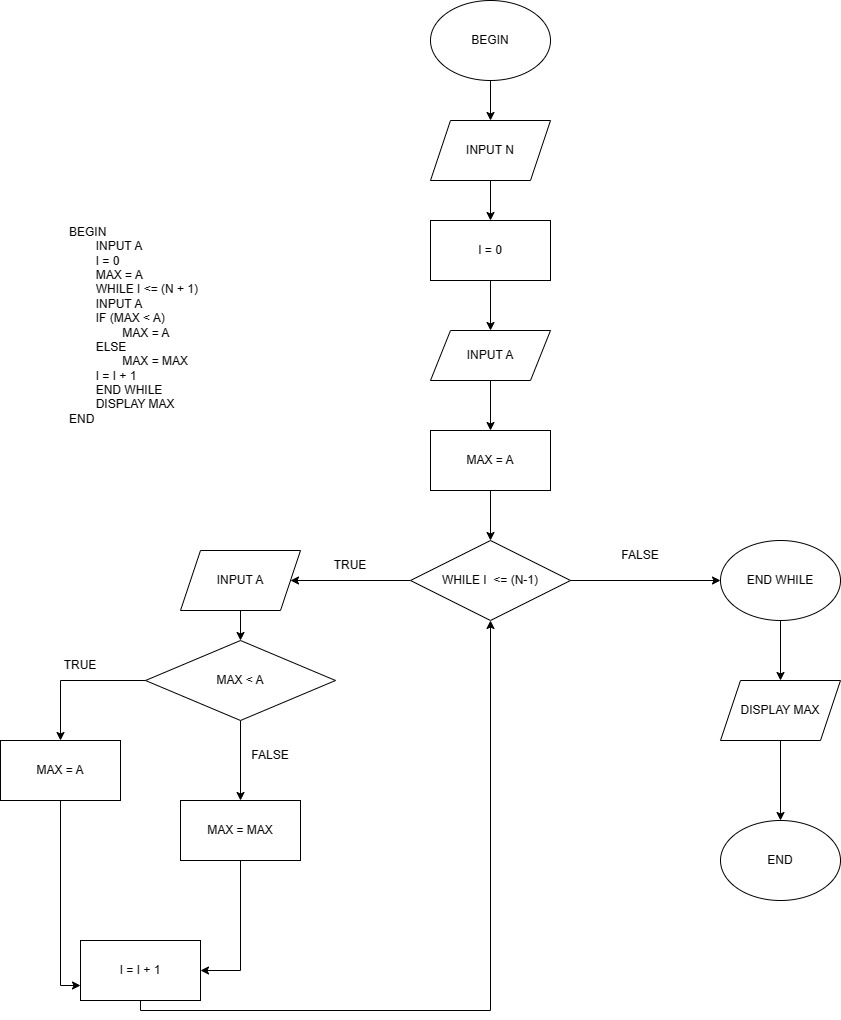 BEGIN
INPUT N
I = 0
INPUT A
MAX = A
WHILE I <= (N-1)
TRUE
FALSE
INPUT A
END WHILE
MAX < A
TRUE
FALSE
MAX = A
MAX = MAX
I = I + 1
DISPLAY MAX
END
BEGIN
INPUT A
I = 0
MAX = A
WHILE I <= (N + 1)
INPUT A
IF (MAX < A)
MAX = A
ELSE
MAX = MAX
I = I + 1
END WHILE
DISPLAY MAX
END